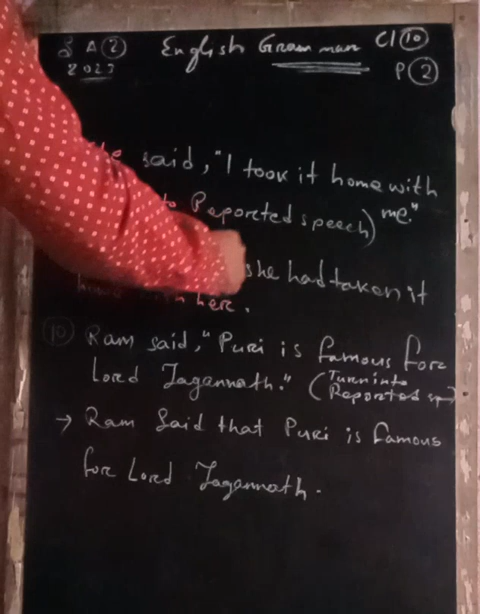 SA ② English Grammar Cl ⑩
2023 P ②
said, "I took it home with
Reported speech) me."
she had taken it
here.
⑩ Ram said, "Puri is famous for
Lord Jagannath." (Turn into
Reported sp)
→ Ram Said that Puri is famous
for Lord Jagannath.